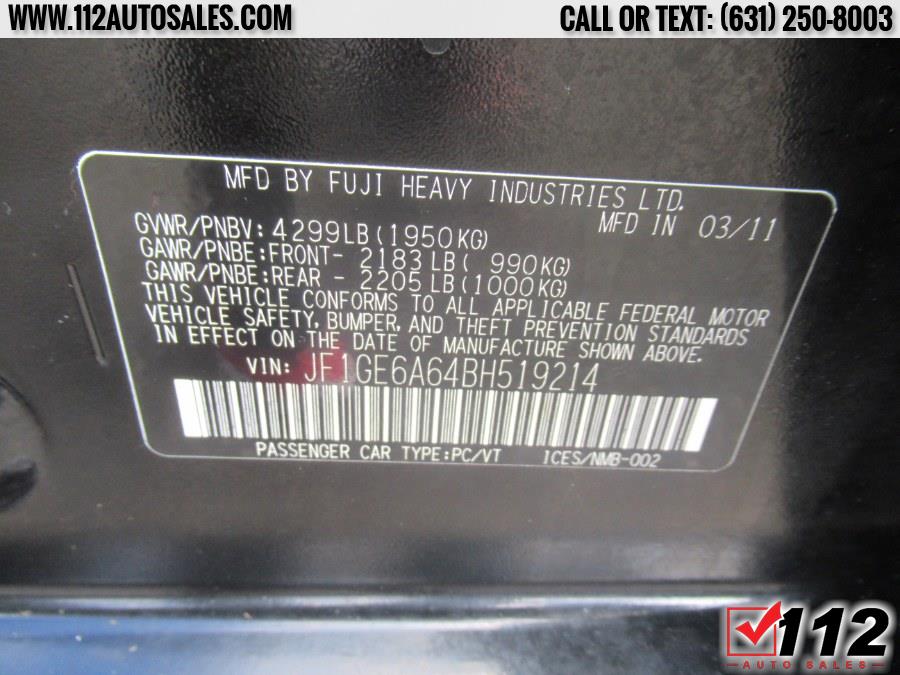 WWW.112AUTOSALES.COM CALL OR TEXT: (631) 250-8003
MFD BY FUJI HEAVY INDUSTRIES LTD.
MFD IN 03/11
GVWR/PNBV: 4299LB(1950KG)
GAWR/PNBE:FRONT- 2183LB( 990KG)
GAWR/PNBE:REAR - 2205LB(1000KG)
THIS VEHICLE CONFORMS TO ALL APPLICABLE FEDERAL MOTOR
VEHICLE SAFETY, BUMPER, AND THEFT PREVENTION STANDARDS
IN EFFECT ON THE DATE OF MANUFACTURE SHOWN ABOVE.
VIN: JF1GE6A64BH519214
PASSENGER CAR TYPE:PC/VT ICES/NMB-002
112
AUTO SALES